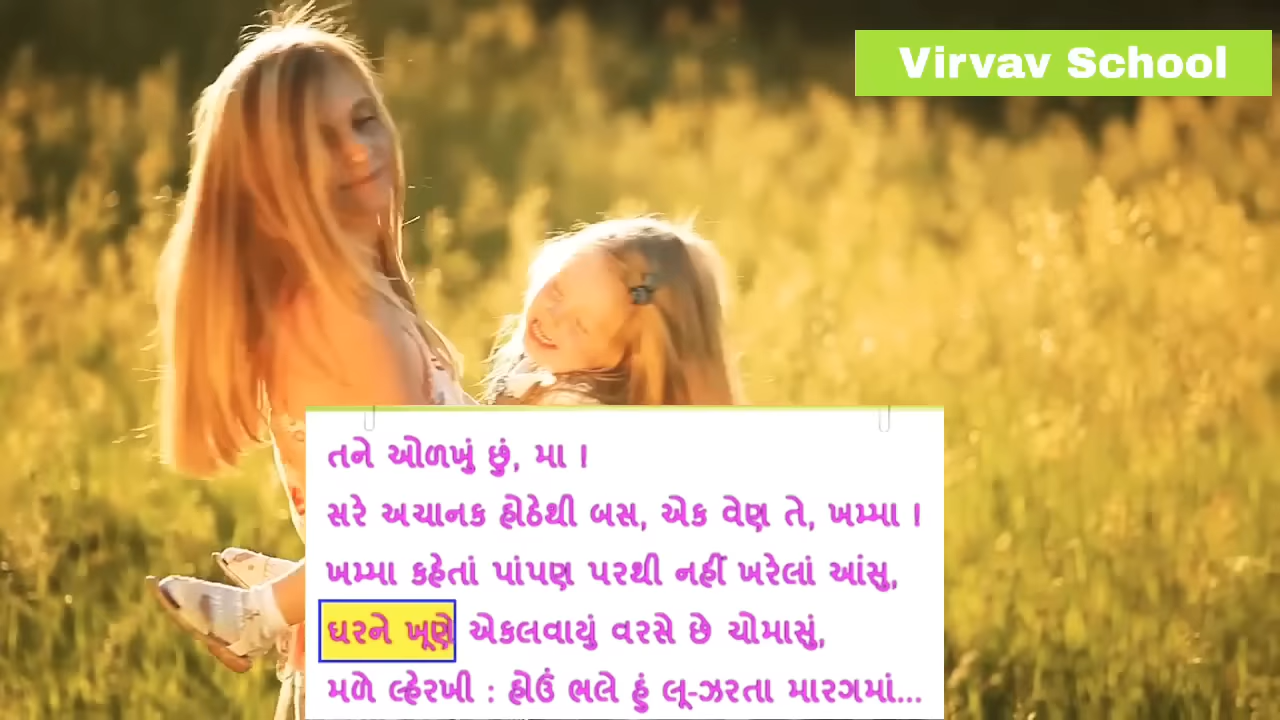 Virvav School
તને ઓળખું છું, મા !
સરે અચાનક હોઠેથી બસ, એક વેણ તે, ખમ્મા !
ખમ્મા કહેતાં પાંપણ પરથી નહીં ખરેલાં આંસુ,
ઘરને ખૂણે એકલવાયું વરસે છે ચોમાસું,
મળે લ્હેરખી : હોઉં ભલે હું લૂ-ઝરતા મારગમાં...